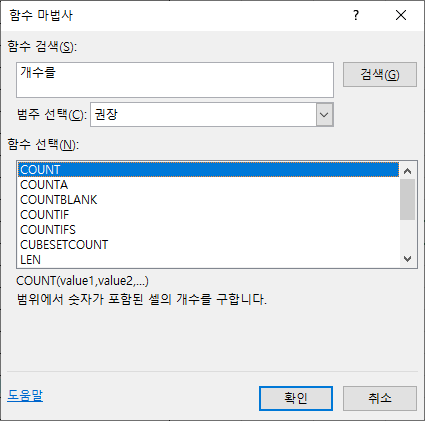 함수 마법사
함수 검색(S):
개수를
검색(G)
범주 선택(C): 권장
함수 선택(N):
COUNT
COUNTA
COUNTBLANK
COUNTIF
COUNTIFS
CUBESETCOUNT
LEN
COUNT(value1,value2,...)
범위에서 숫자가 포함된 셀의 개수를 구합니다.
도움말
확인
취소